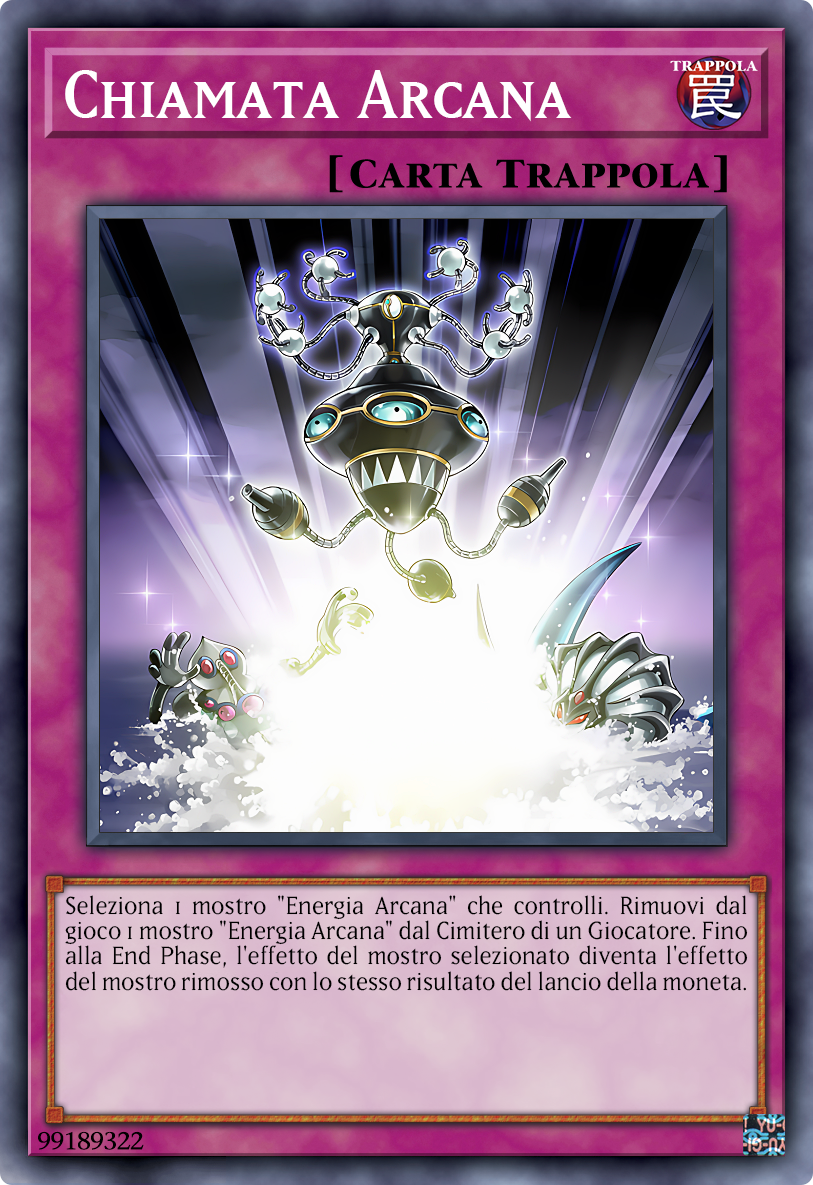 Chiamata Arcana
TRAPPOLA
罠
[Carta Trappola]
Seleziona 1 mostro "Energia Arcana" che controlli. Rimuovi dal
gioco 1 mostro "Energia Arcana" dal Cimitero di un Giocatore. Fino
alla End Phase, l'effetto del mostro selezionato diventa l'effetto
del mostro rimosso con lo stesso risultato del lancio della moneta.
99189322